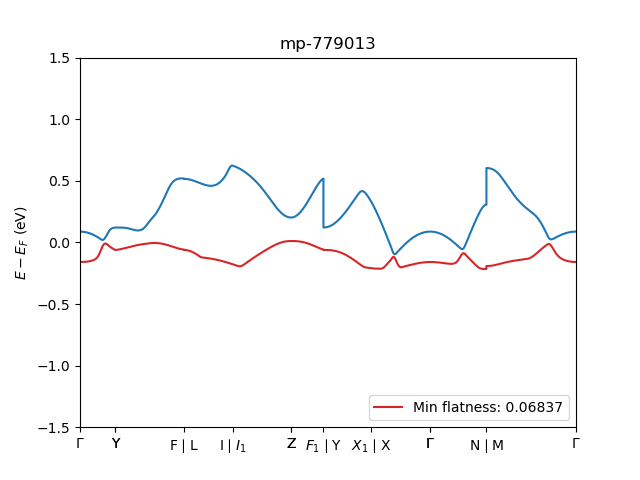 mp-779013
E − E_F (eV)
1.5
1.0
0.5
0.0
−0.5
−1.0
−1.5
Min flatness: 0.06837
Γ Y F | L I | I₁ Z F₁ | Y X₁ | X Γ N | M Γ